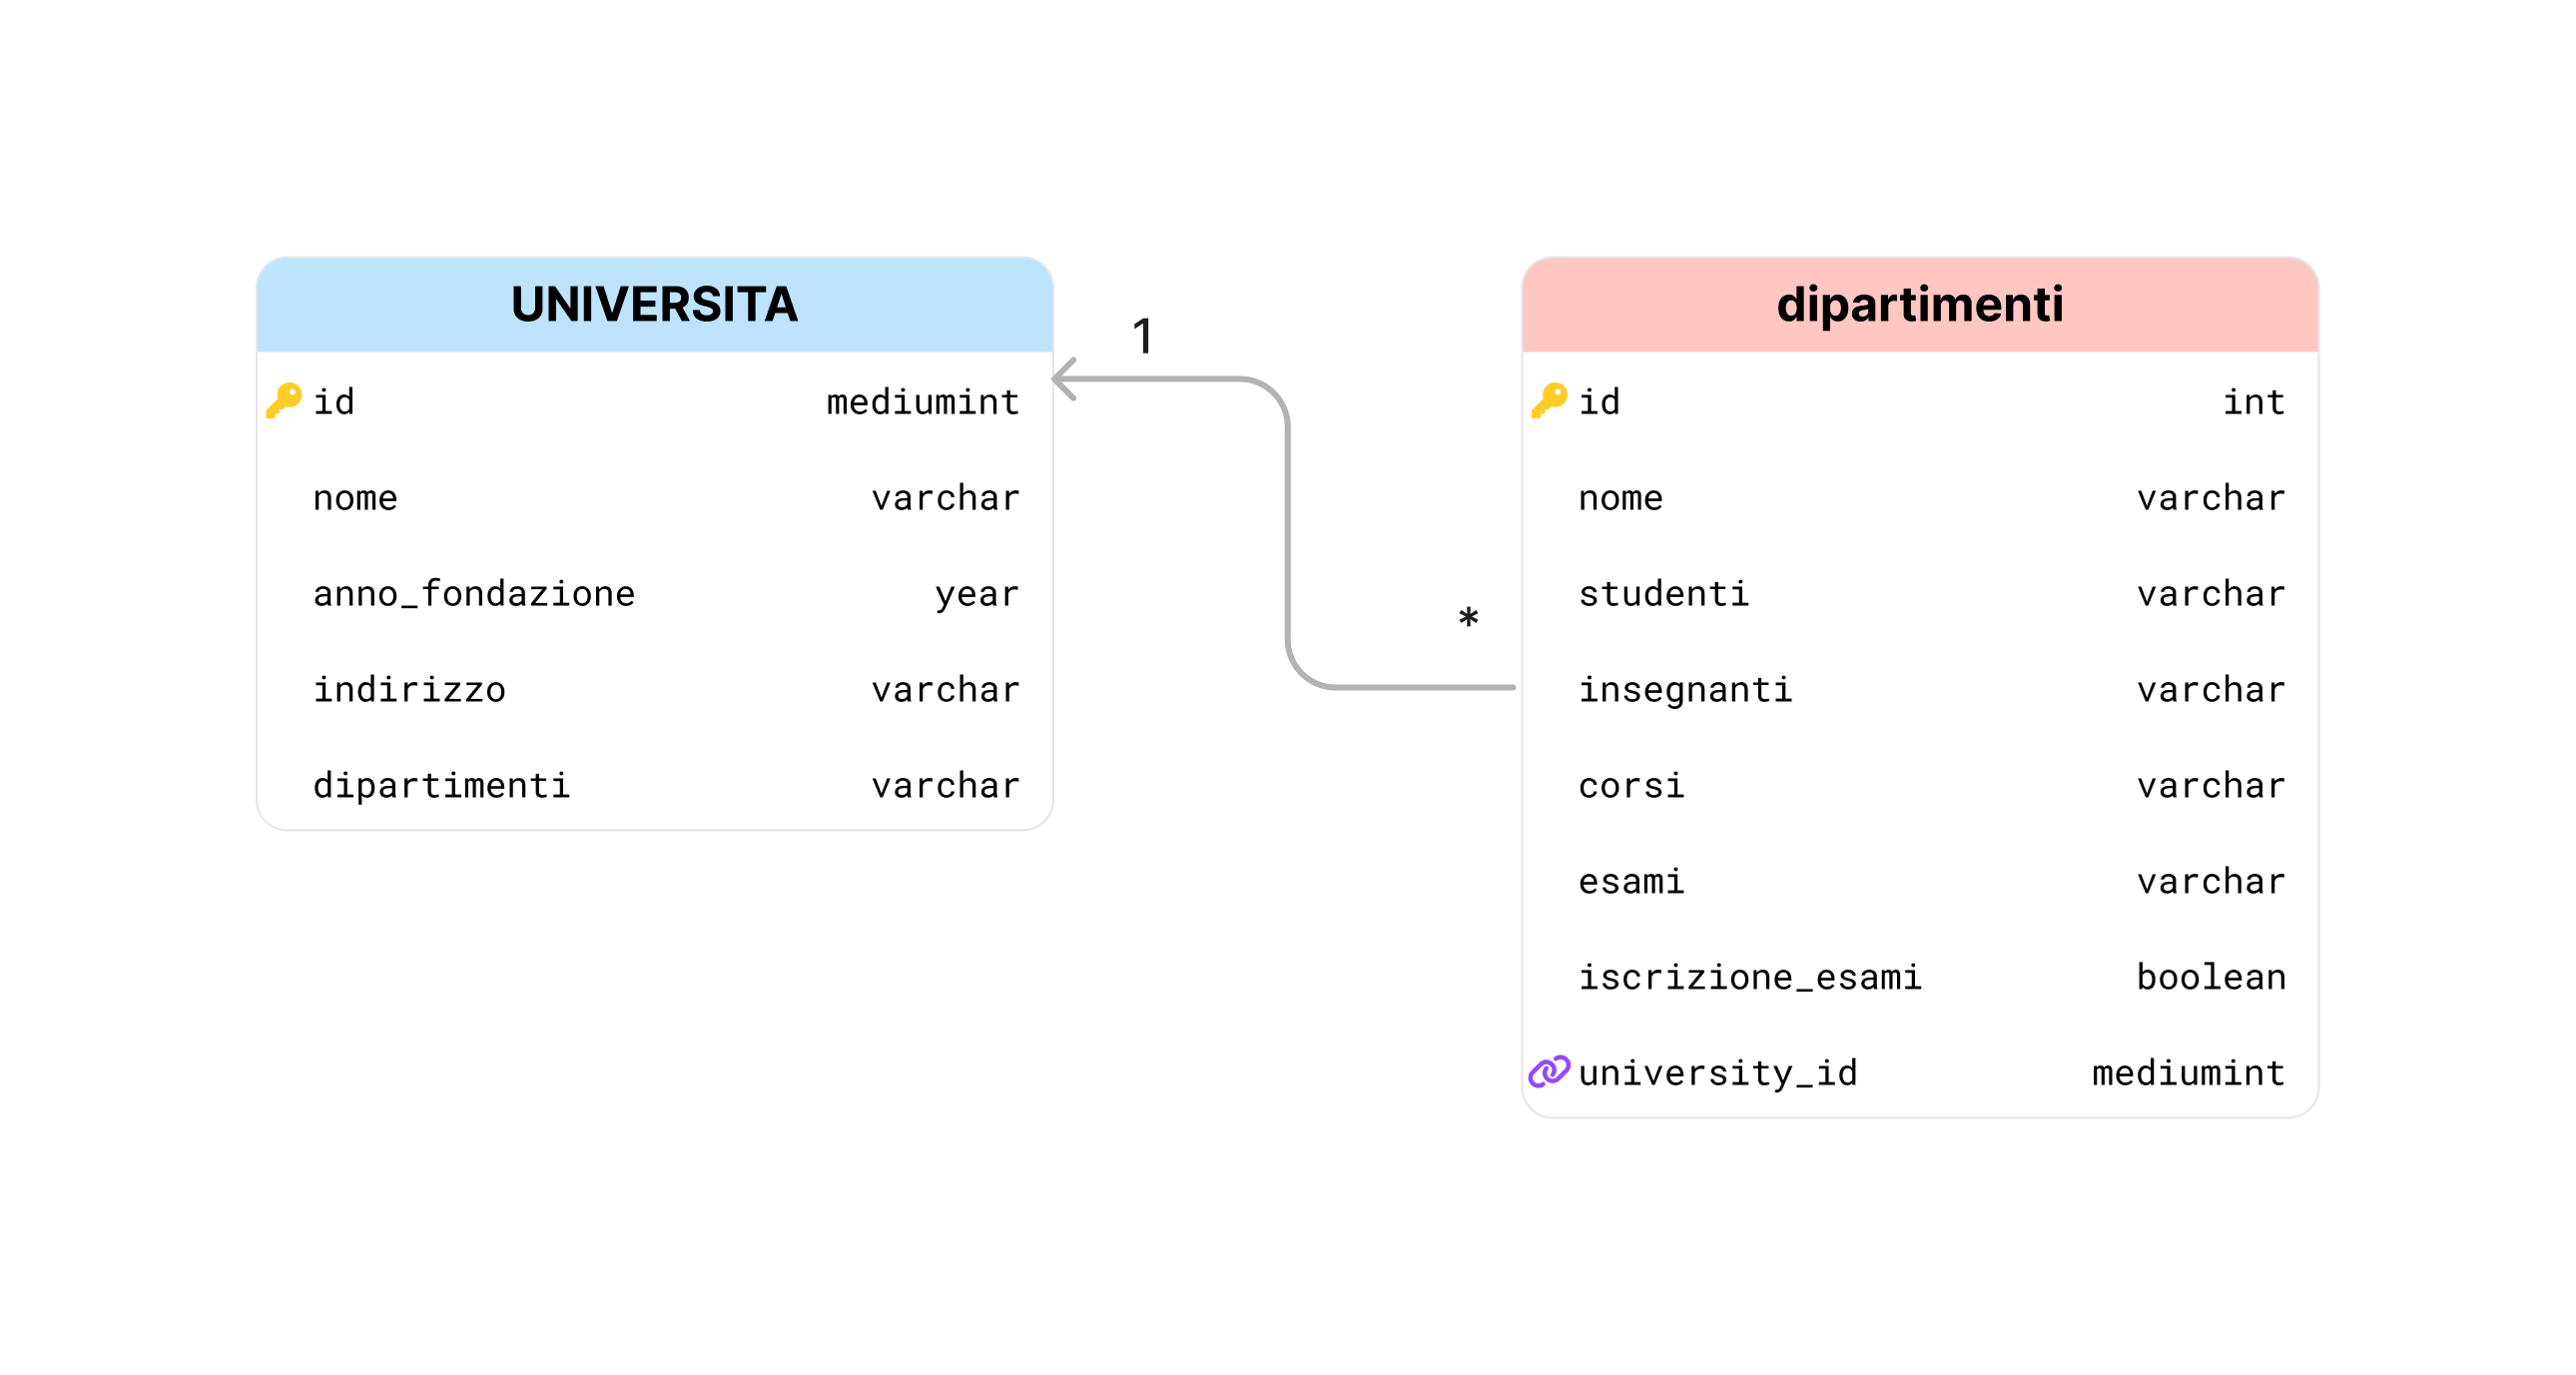 UNIVERSITA
id mediumint
nome varchar
anno_fondazione year
indirizzo varchar
dipartimenti varchar
1
*
dipartimenti
id int
nome varchar
studenti varchar
insegnanti varchar
corsi varchar
esami varchar
iscrizione_esami boolean
university_id mediumint